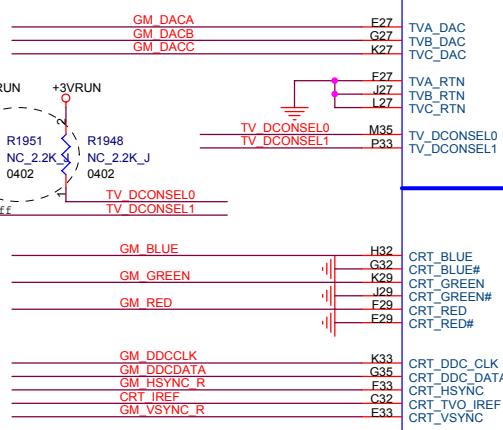 GM_DACA E27 TVA_DAC
GM_DACB G27 TVB_DAC
GM_DACC K27 TVC_DAC
F27 TVA_RTN
J27 TVB_RTN
L27 TVC_RTN
RUN +3VRUN
TV_DCONSEL0 M35 TV_DCONSEL0
TV_DCONSEL1 P33 TV_DCONSEL1
2
R1951 R1948
NC_2.2K_J NC_2.2K_J
0402 0402
1
TV_DCONSEL0
ff TV_DCONSEL1
GM_BLUE H32 CRT_BLUE
G32 CRT_BLUE#
GM_GREEN K29 CRT_GREEN
J29 CRT_GREEN#
GM_RED F29 CRT_RED
E29 CRT_RED#
GM_DDCCLK K33 CRT_DDC_CLK
GM_DDCDATA G35 CRT_DDC_DATA
GM_HSYNC_R F33 CRT_HSYNC
CRT_IREF C32 CRT_TVO_IREF
GM_VSYNC_R E33 CRT_VSYNC